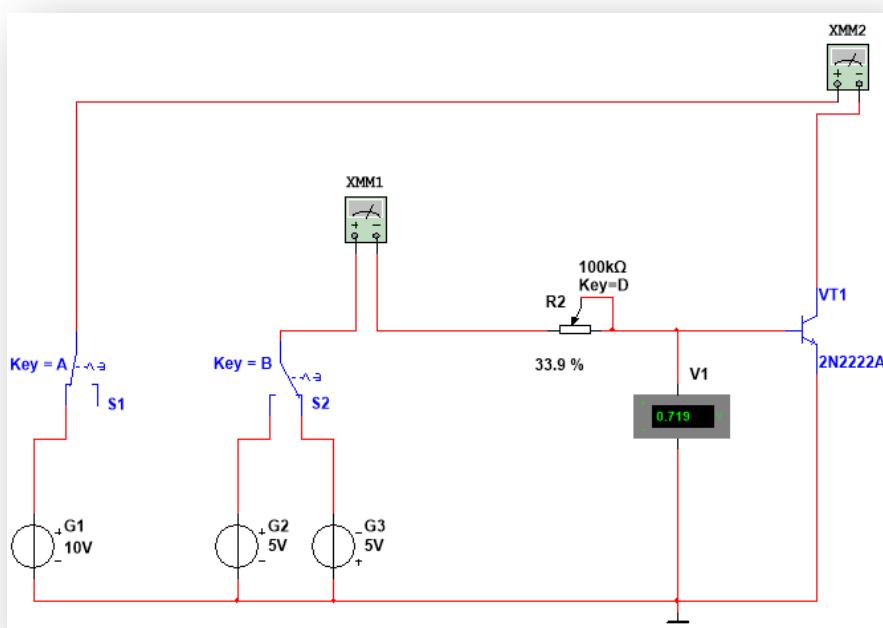 XMM2
XMM1
100kΩ
Key=D
R2
VT1
Key = A
Key = B
2N2222A
33.9 %
V1
S1
S2
0.719
G1
10V
G2
5V
G3
5V